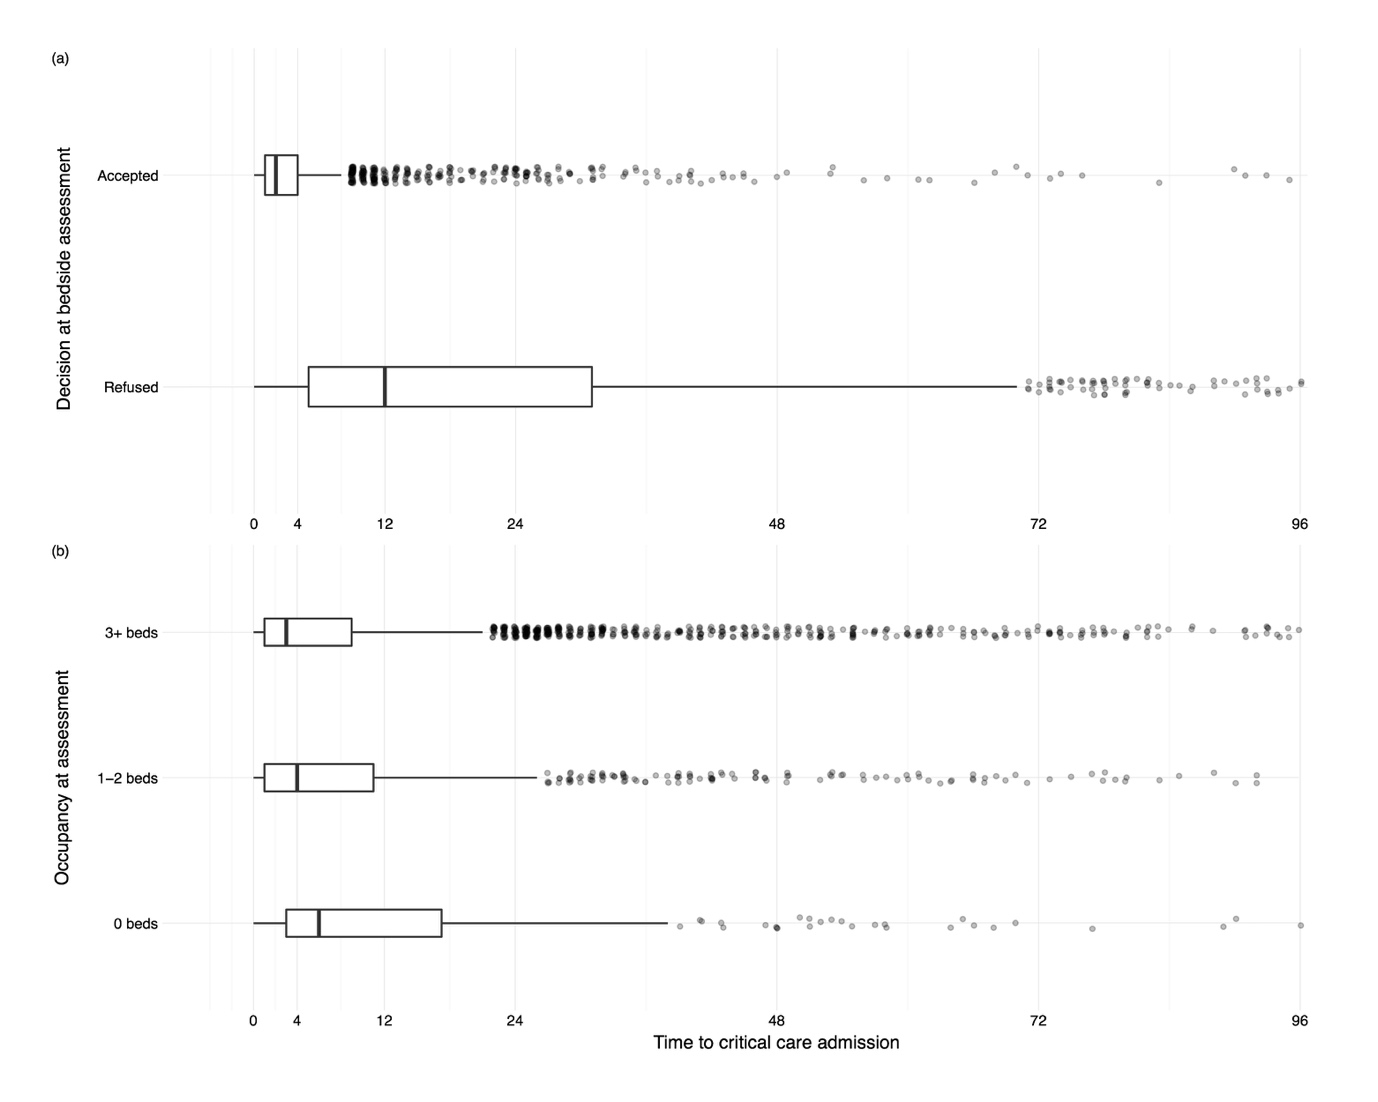 (a)
Decision at bedside assessment
Accepted
Refused
0 4 12 24 48 72 96
(b)
Occupancy at assessment
3+ beds
1−2 beds
0 beds
0 4 12 24 48 72 96
Time to critical care admission